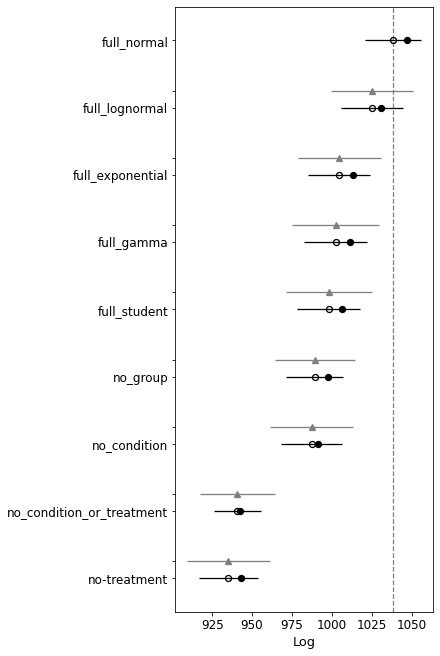 full_normal
full_lognormal
full_exponential
full_gamma
full_student
no_group
no_condition
no_condition_or_treatment
no-treatment
925 950 975 1000 1025 1050
Log